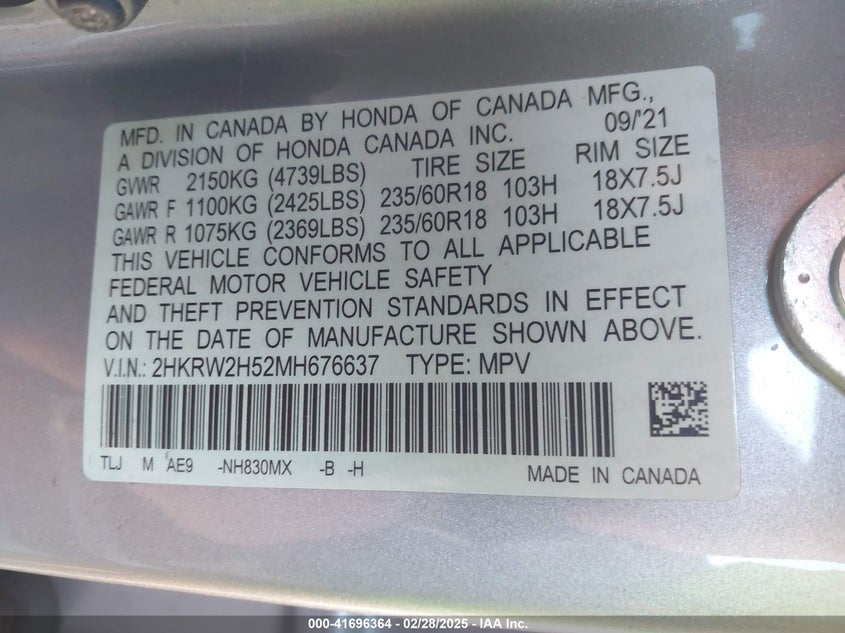 MFD. IN CANADA BY HONDA OF CANADA MFG.,
A DIVISION OF HONDA CANADA INC. 09/'21
GVWR 2150KG (4739LBS) TIRE SIZE RIM SIZE
GAWR F 1100KG (2425LBS) 235/60R18 103H 18X7.5J
GAWR R 1075KG (2369LBS) 235/60R18 103H 18X7.5J
THIS VEHICLE CONFORMS TO ALL APPLICABLE
FEDERAL MOTOR VEHICLE SAFETY
AND THEFT PREVENTION STANDARDS IN EFFECT
ON THE DATE OF MANUFACTURE SHOWN ABOVE.
V.I.N.: 2HKRW2H52MH676637 TYPE: MPV
TLJ M AE9 -NH830MX -B -H MADE IN CANADA
000-41696364 - 02/28/2025 - IAA Inc.